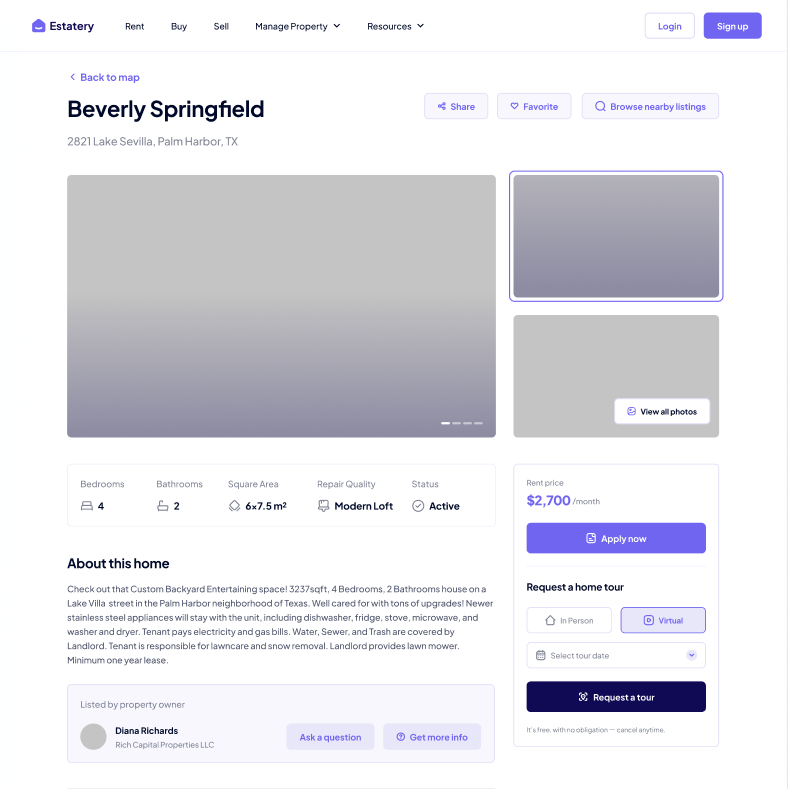 Estatery
Rent
Buy
Sell
Manage Property
Resources
Login
Sign up
Back to map
Beverly Springfield
Share
Favorite
Browse nearby listings
2821 Lake Sevilla, Palm Harbor, TX
View all photos
Bedrooms
4
Bathrooms
2
Square Area
6x7.5 m²
Repair Quality
Modern Loft
Status
Active
About this home
Check out that Custom Backyard Entertaining space! 3237sqft, 4 Bedrooms, 2 Bathrooms house on a
Lake Villa street in the Palm Harbor neighborhood of Texas. Well cared for with tons of upgrades! Newer
stainless steel appliances will stay with the unit, including dishwasher, fridge, stove, microwave, and
washer and dryer. Tenant pays electricity and gas bills. Water, Sewer, and Trash are covered by
Landlord. Tenant is responsible for lawncare and snow removal. Landlord provides lawn mower.
Minimum one year lease.
Listed by property owner
Diana Richards
Rich Capital Properties LLC
Ask a question
Get more info
Rent price
$2,700 /month
Apply now
Request a home tour
In Person
Virtual
Select tour date
Request a tour
It's free, with no obligation — cancel anytime.